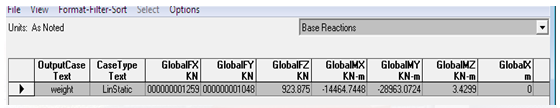 File View Format-Filter-Sort Select Options
Units: As Noted
Base Reactions
OutputCase CaseType GlobalFX GlobalFY GlobalFZ GlobalMX GlobalMY GlobalMZ GlobalX
Text Text KN KN KN KN-m KN-m KN-m m
weight LinStatic 000000001259 000000001048 923.875 -14464.7448 -28963.0724 3.4299 0